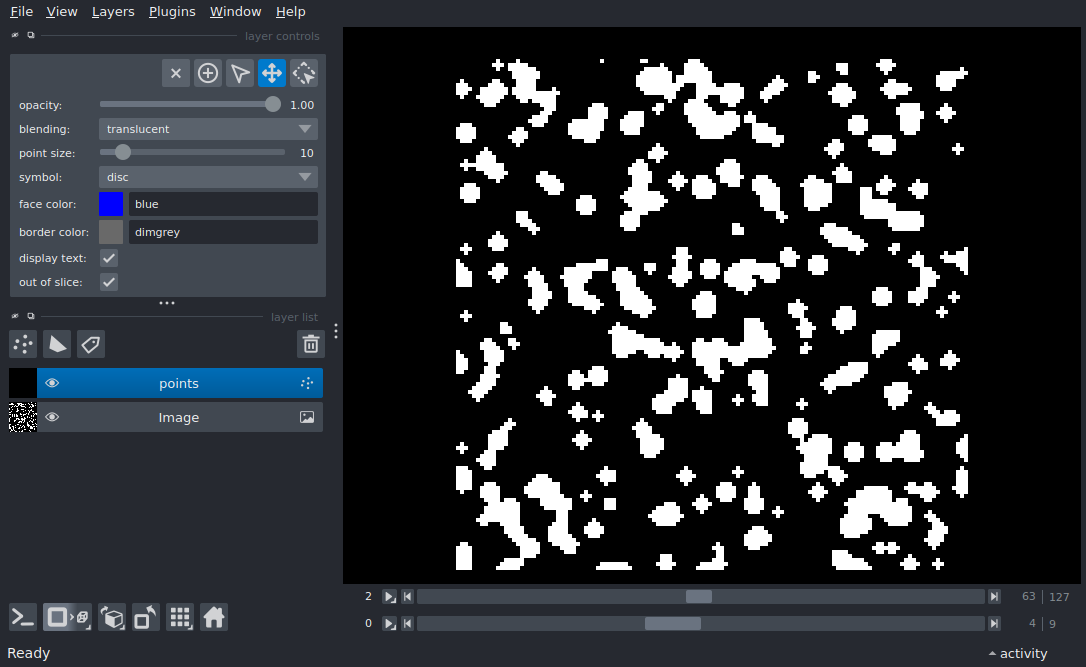 File View Layers Plugins Window Help
layer controls
opacity: 1.00
blending: translucent
point size: 10
symbol: disc
face color: blue
border color: dimgrey
display text:
out of slice:
layer list
points
Image
2 63 127
0 4 9
Ready activity